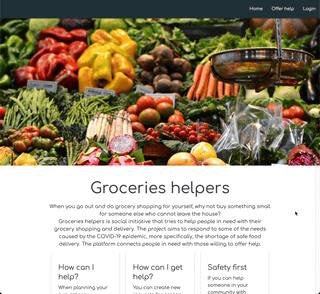 Home Offer help Login
Groceries helpers
When you go out and do grocery shopping for yourself, why not buy something small
for someone else who cannot leave the house?
Groceries helpers is social initiative that tries to help people in need with their
grocery shopping and delivery. The project aims to respond to some of the needs
caused by the COVID-19 epidemic, more specifically, the shortage of safe food
delivery. The platform connects people in need with those willing to offer help.
How can I
help?
When planning your
How can I get
help?
You can create new
Safety first
If you can help
someone in your
community with